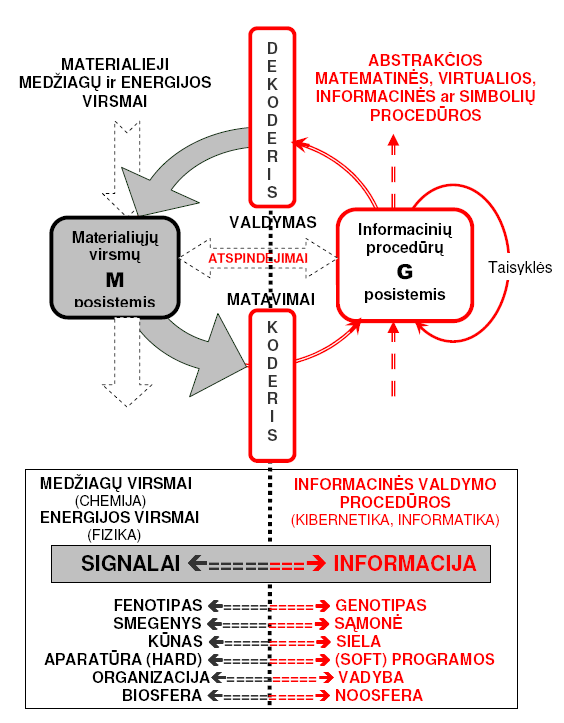 MATERIALIEJI
MEDŽIAGŲ ir ENERGIJOS
VIRSMAI
DEKODERIS
ABSTRAKČIOS
MATEMATINĖS, VIRTUALIOS,
INFORMACINĖS ar SIMBOLIŲ
PROCEDŪROS
Materialiųjų
virsmų
M
posistemis
VALDYMAS
ATSPINDĖJIMAI
MATAVIMAI
Informacinių
procedūrų
G
posistemis
Taisyklės
KODERIS
MEDŽIAGŲ VIRSMAI
(CHEMIJA)
ENERGIJOS VIRSMAI
(FIZIKA)
INFORMACINĖS VALDYMO
PROCEDŪROS
(KIBERNETIKA, INFORMATIKA)
SIGNALAI INFORMACIJA
FENOTIPAS GENOTIPAS
SMEGENYS SĄMONĖ
KŪNAS SIELA
APARATŪRA (HARD) (SOFT) PROGRAMOS
ORGANIZACIJA VADYBA
BIOSFERA NOOSFERA